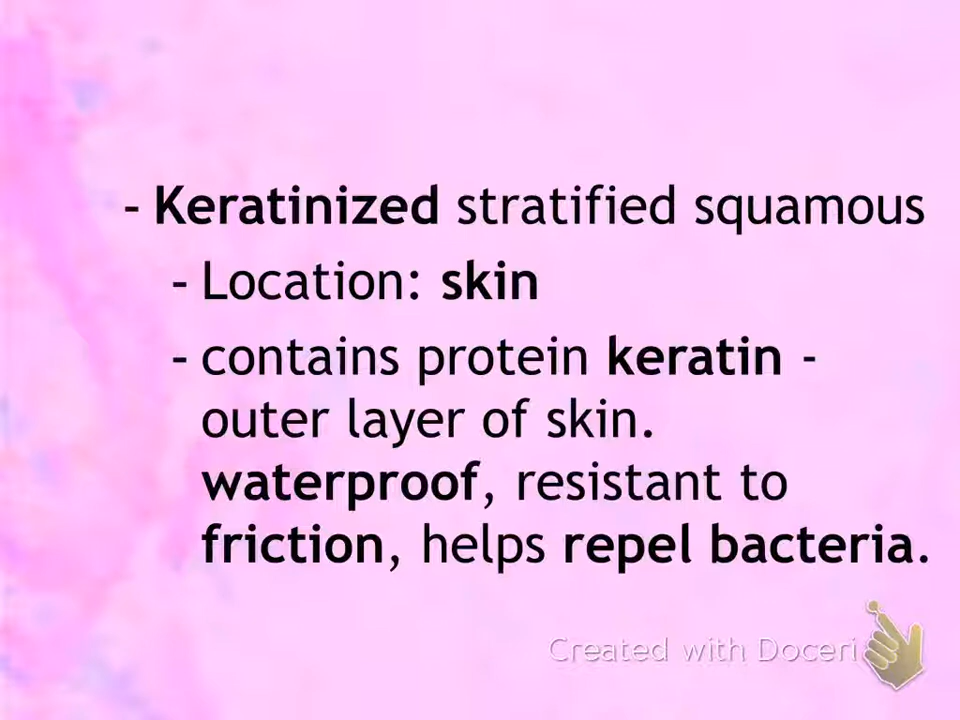 - Keratinized stratified squamous
- Location: skin
- contains protein keratin -
outer layer of skin.
waterproof, resistant to
friction, helps repel bacteria.
Created with Doceri